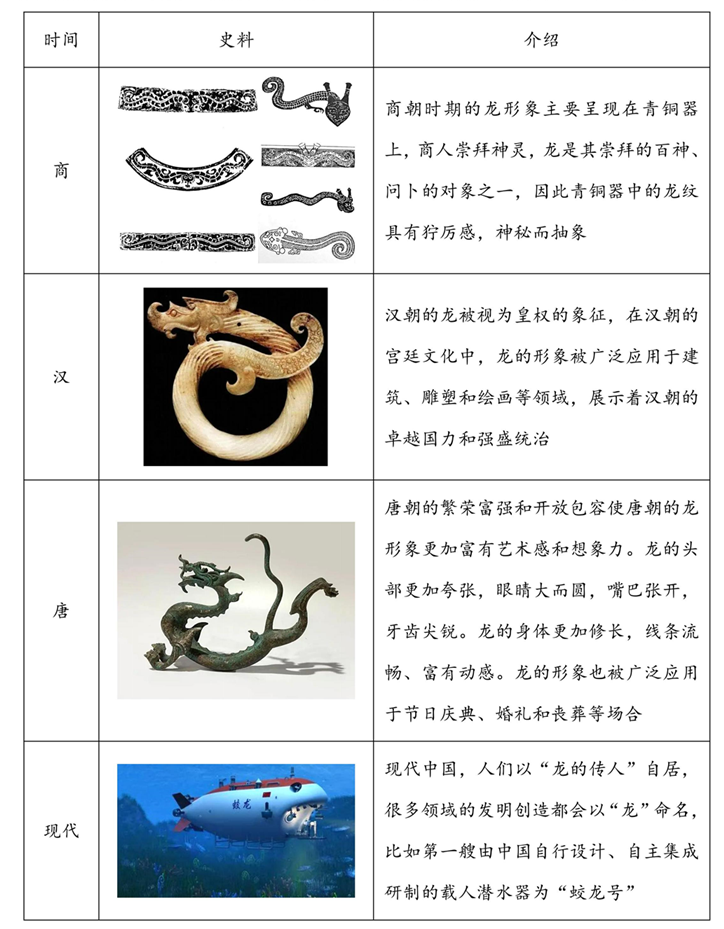 时间 史料 介绍
商
商朝时期的龙形象主要呈现在青铜器
上，商人崇拜神灵，龙是其崇拜的百神、
问卜的对象之一，因此青铜器中的龙纹
具有狞厉感，神秘而抽象
汉
汉朝的龙被视为皇权的象征，在汉朝的
宫廷文化中，龙的形象被广泛应用于建
筑、雕塑和绘画等领域，展示着汉朝的
卓越国力和强盛统治
唐
唐朝的繁荣富强和开放包容使唐朝的龙
形象更加富有艺术感和想象力。龙的头
部更加夸张，眼睛大而圆，嘴巴张开，
牙齿尖锐。龙的身体更加修长，线条流
畅、富有动感。龙的形象也被广泛应用
于节日庆典、婚礼和丧葬等场合
现代
蛟龙
现代中国，人们以“龙的传人”自居，
很多领域的发明创造都会以“龙”命名，
比如第一艘由中国自行设计、自主集成
研制的载人潜水器为“蛟龙号”